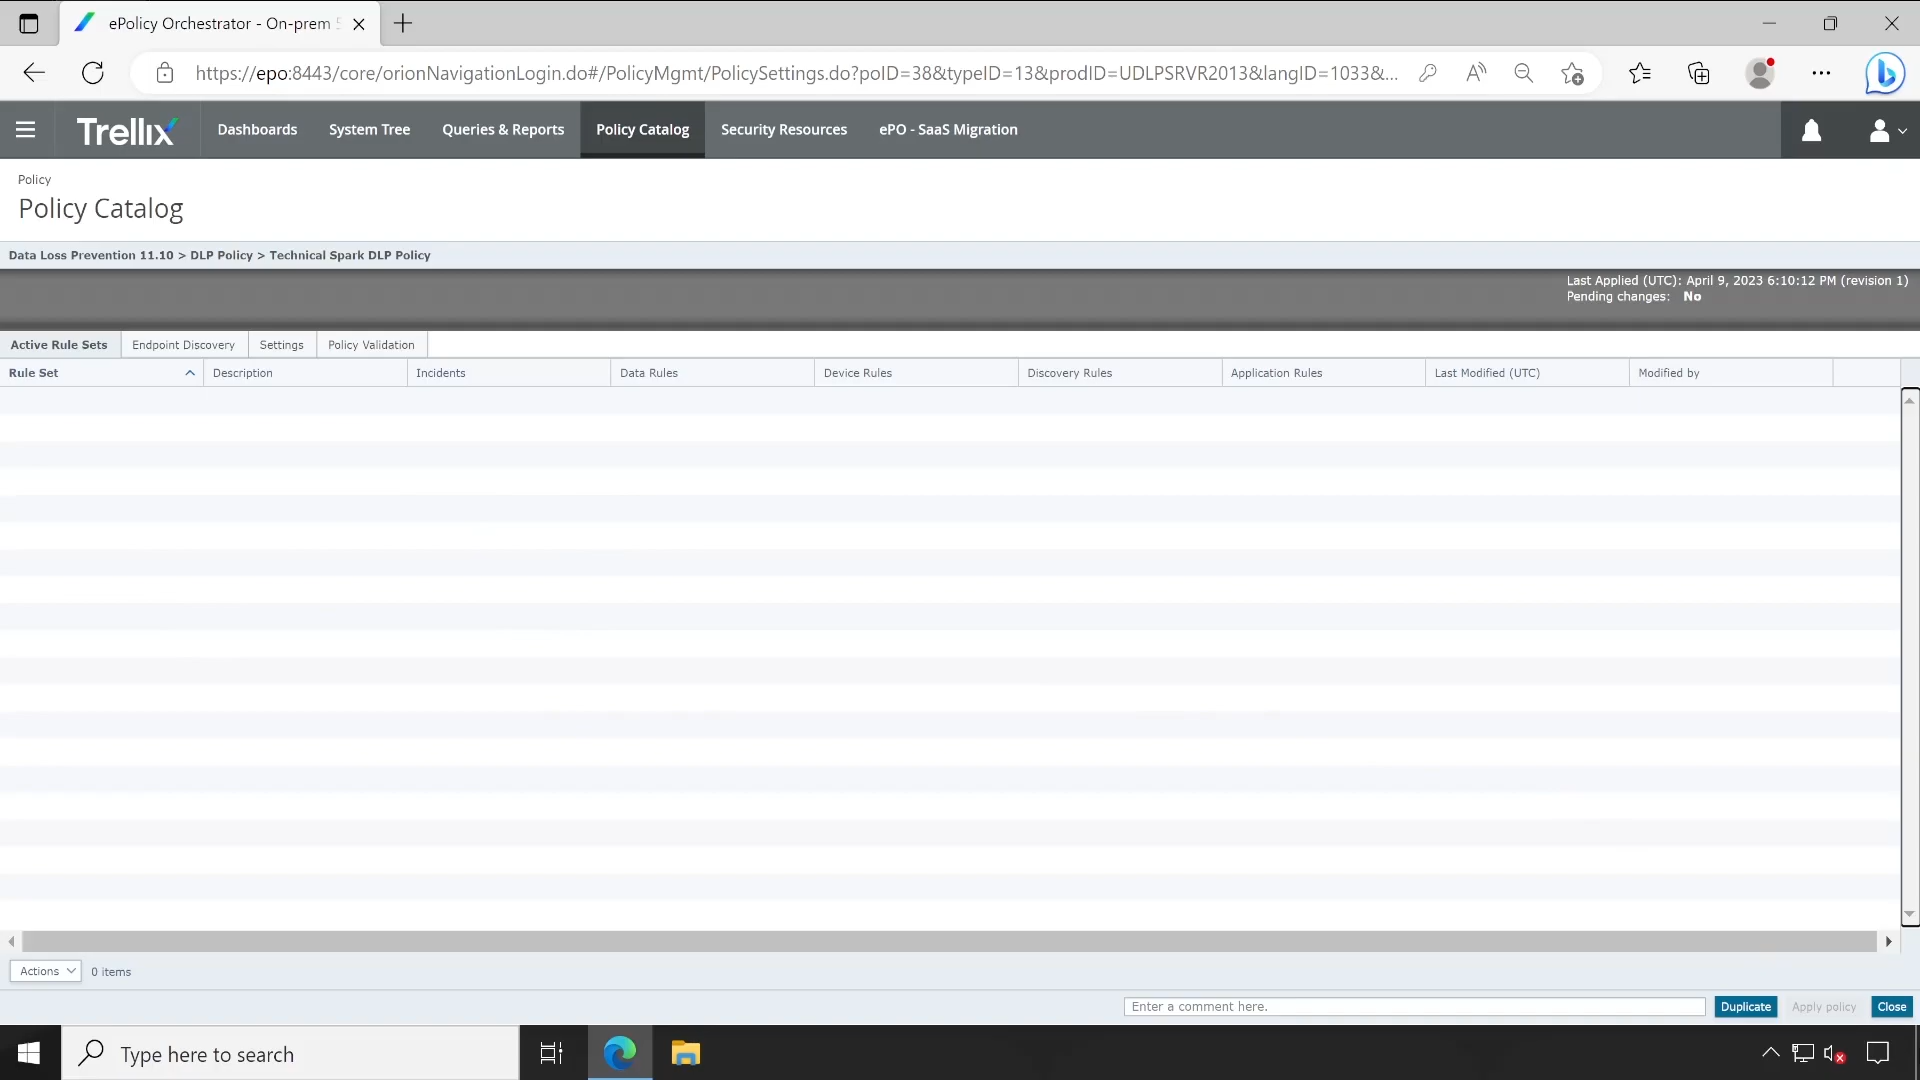 ePolicy Orchestrator - On-prem
https://epo:8443/core/orionNavigationLogin.do#/PolicyMgmt/PolicySettings.do?poID=38&typeID=13&prodID=UDLPSRVR2013&langID=1033&...
Trellix
Dashboards
System Tree
Queries & Reports
Policy Catalog
Security Resources
ePO - SaaS Migration
Policy
Policy Catalog
Data Loss Prevention 11.10 > DLP Policy > Technical Spark DLP Policy
Last Applied (UTC): April 9, 2023 6:10:12 PM (revision 1)
Pending changes: No
Active Rule Sets
Endpoint Discovery
Settings
Policy Validation
Rule Set
Description
Incidents
Data Rules
Device Rules
Discovery Rules
Application Rules
Last Modified (UTC)
Modified by
Actions
0 items
Enter a comment here.
Duplicate
Apply policy
Close
Type here to search